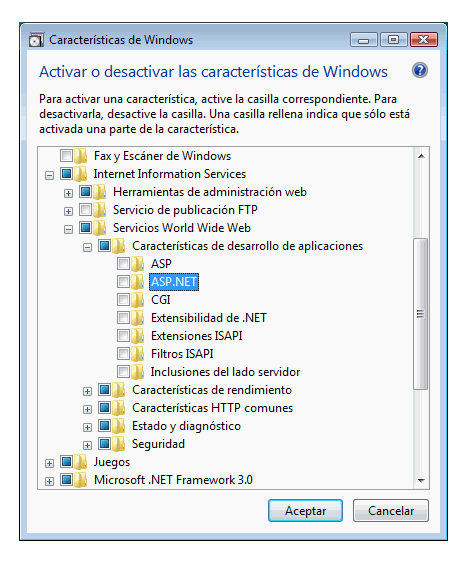 Características de Windows
Activar o desactivar las características de Windows
Para activar una característica, active la casilla correspondiente. Para
desactivarla, desactive la casilla. Una casilla rellena indica que sólo está
activada una parte de la característica.
Fax y Escáner de Windows
Internet Information Services
Herramientas de administración web
Servicio de publicación FTP
Servicios World Wide Web
Características de desarrollo de aplicaciones
ASP
ASP.NET
CGI
Extensibilidad de .NET
Extensiones ISAPI
Filtros ISAPI
Inclusiones del lado servidor
Características de rendimiento
Características HTTP comunes
Estado y diagnóstico
Seguridad
Juegos
Microsoft .NET Framework 3.0
Aceptar Cancelar